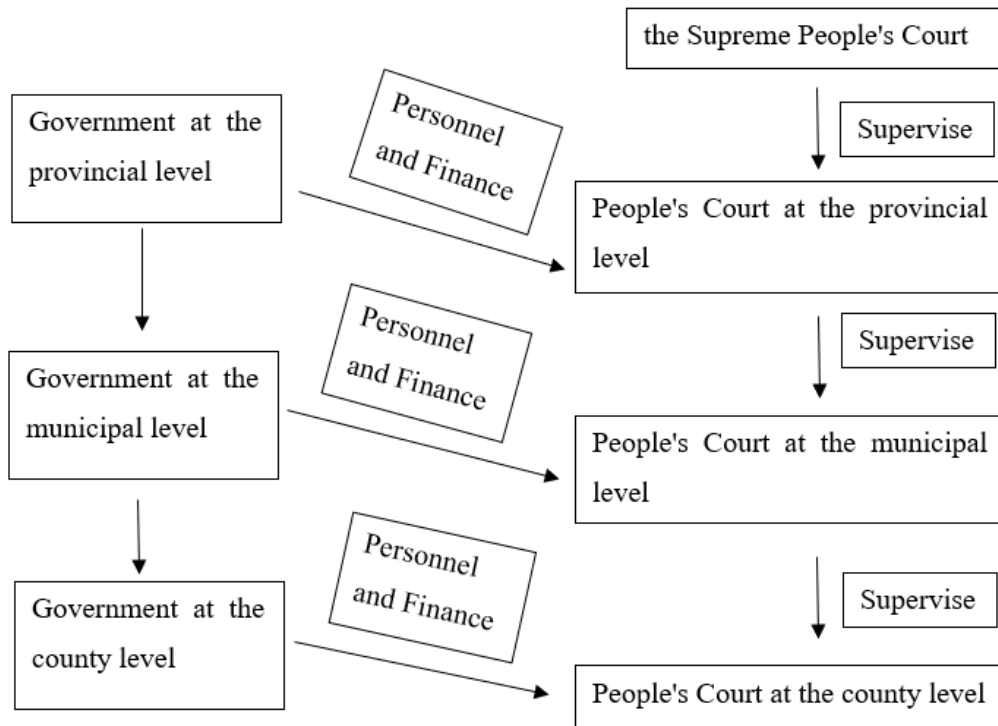 the Supreme People's Court
Supervise
Government at the
provincial level
Personnel
and Finance
People's Court at the provincial
level
Supervise
Government at the
municipal level
Personnel
and Finance
People's Court at the municipal
level
Supervise
Government at the
county level
Personnel
and Finance
People's Court at the county level